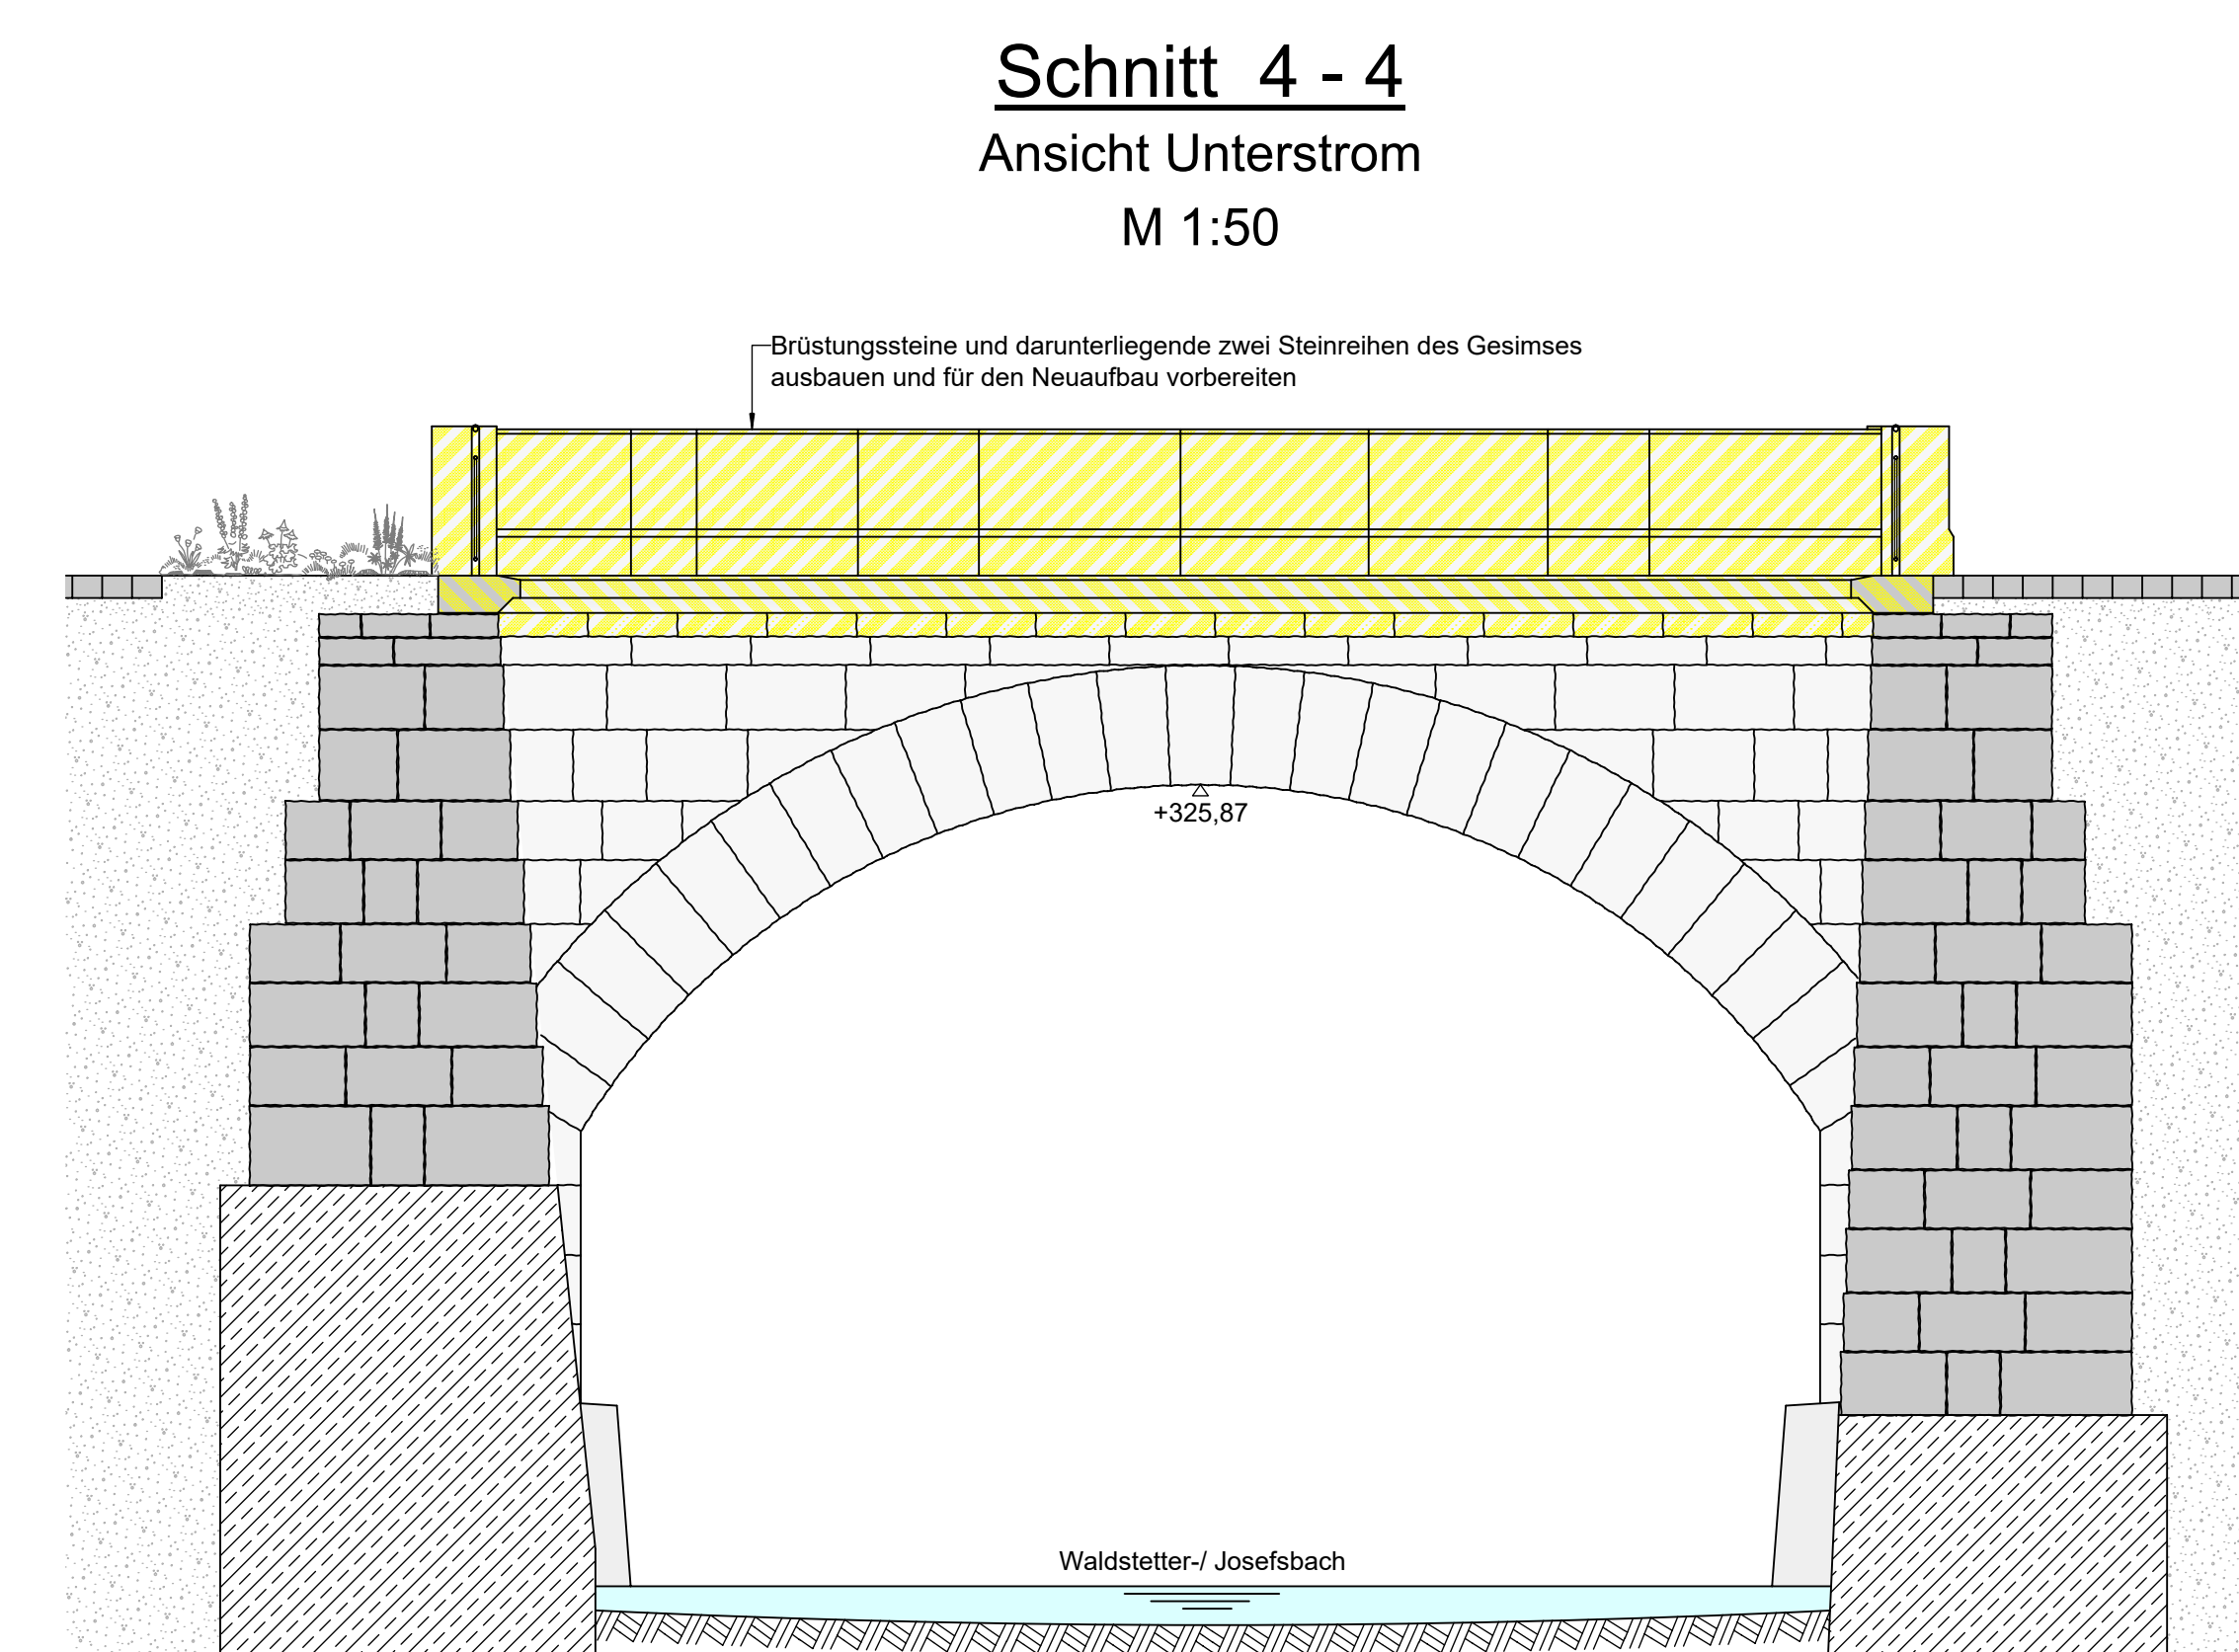 Schnitt 4 - 4
Ansicht Unterstrom
M 1:50
Brüstungssteine und darunterliegende zwei Steinreihen des Gesimses
ausbauen und für den Neuaufbau vorbereiten
+325,87
Waldstetter-/ Josefsbach